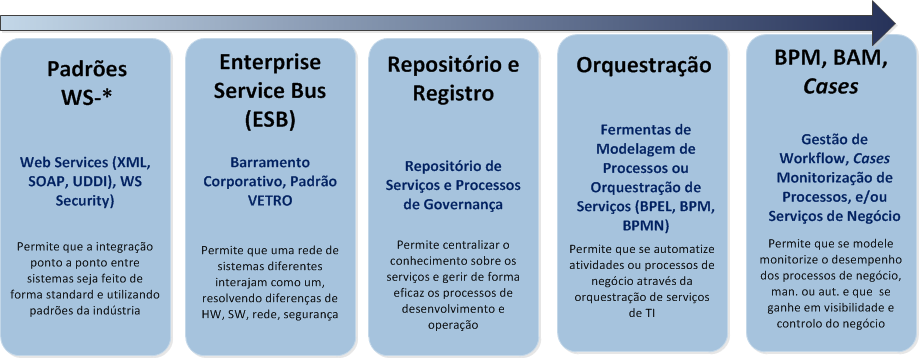 Padrões
WS-*
Web Services (XML,
SOAP, UDDI), WS
Security)
Permite que a integração
ponto a ponto entre
sistemas seja feito de
forma standard e utilizando
padrões da indústria
Enterprise
Service Bus
(ESB)
Barramento
Corporativo, Padrão
VETRO
Permite que uma rede de
sistemas diferentes
interajam como um,
resolvendo diferenças de
HW, SW, rede, segurança
Repositório e
Registro
Repositório de
Serviços e Processos
de Governança
Permite centralizar o
conhecimento sobre os
serviços e gerir de forma
eficaz os processos de
desenvolvimento e
operação
Orquestração
Fermentas de
Modelagem de
Processos ou
Orquestração de
Serviços (BPEL, BPM,
BPMN)
Permite que se automatize
atividades ou processos de
negócio através da
orquestração de serviços
de TI
BPM, BAM,
Cases
Gestão de
Workflow, Cases
Monitorização de
Processos, e/ou
Serviços de Negócio
Permite que se modele
monitorize o desempenho
dos processos de negócio,
man. ou aut. e que se
ganhe em visibilidade e
controlo do negócio